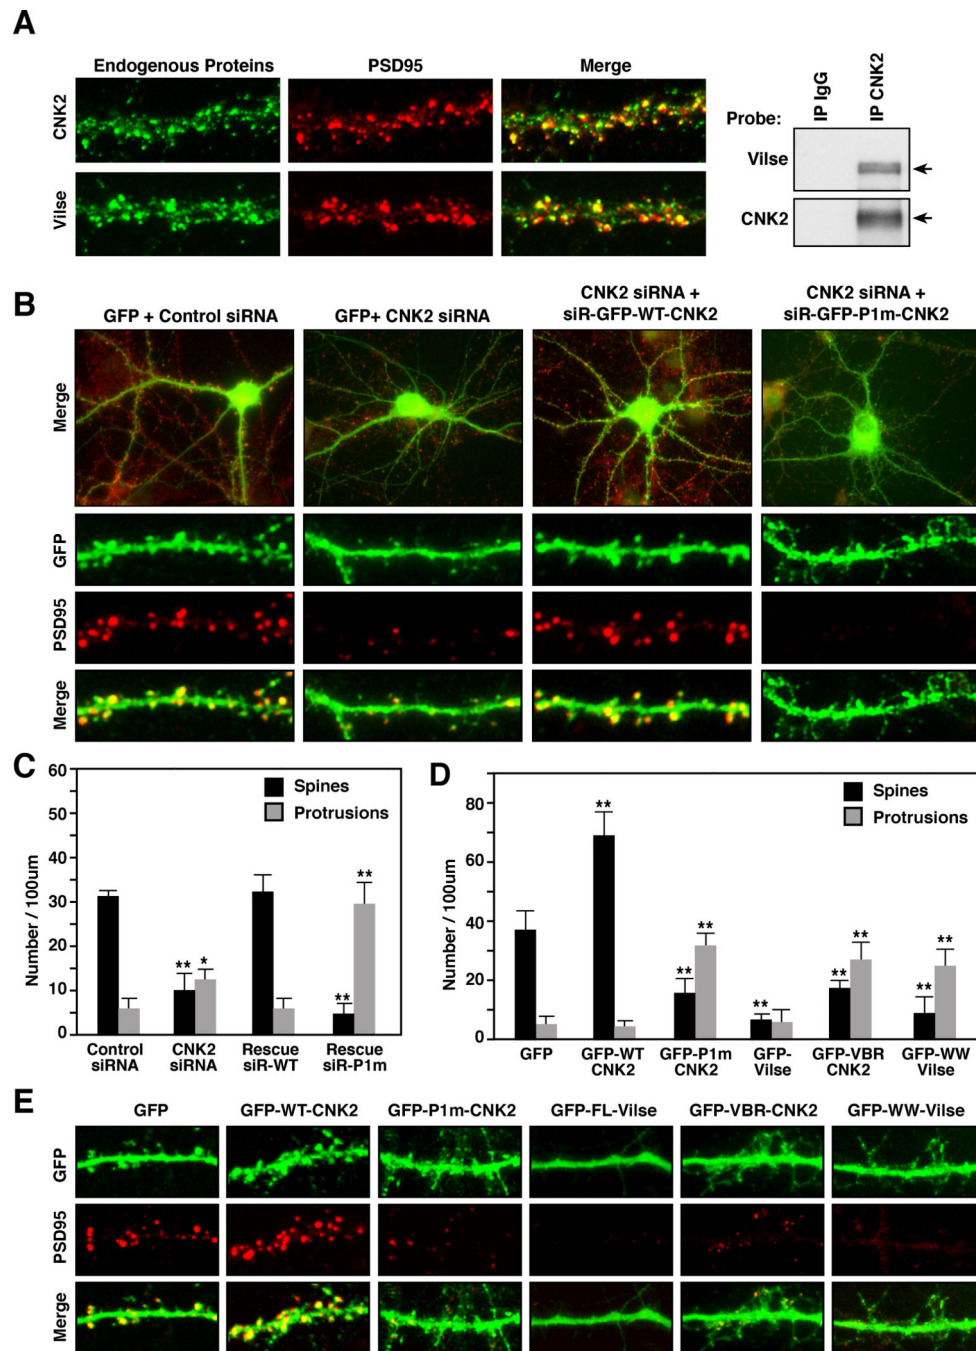 A
Endogenous Proteins
PSD95
Merge
CNK2
Vilse
Probe:
IP IgG
IP CNK2
Vilse
CNK2
B
GFP + Control siRNA
GFP+ CNK2 siRNA
CNK2 siRNA +
siR-GFP-WT-CNK2
CNK2 siRNA +
siR-GFP-P1m-CNK2
Merge
GFP
PSD95
Merge
C
60
50
40
30
20
10
0
Number / 100um
Spines
Protrusions
**
*
**
**
Control
siRNA
CNK2
siRNA
Rescue
siR-WT
Rescue
siR-P1m
D
80
60
40
20
0
Number / 100um
Spines
Protrusions
**
**
**
**
**
**
**
**
GFP
GFP-WT
CNK2
GFP-P1m
CNK2
GFP-
Vilse
GFP-VBR
CNK2
GFP-WW
Vilse
E
GFP
GFP-WT-CNK2
GFP-P1m-CNK2
GFP-FL-Vilse
GFP-VBR-CNK2
GFP-WW-Vilse
GFP
PSD95
Merge